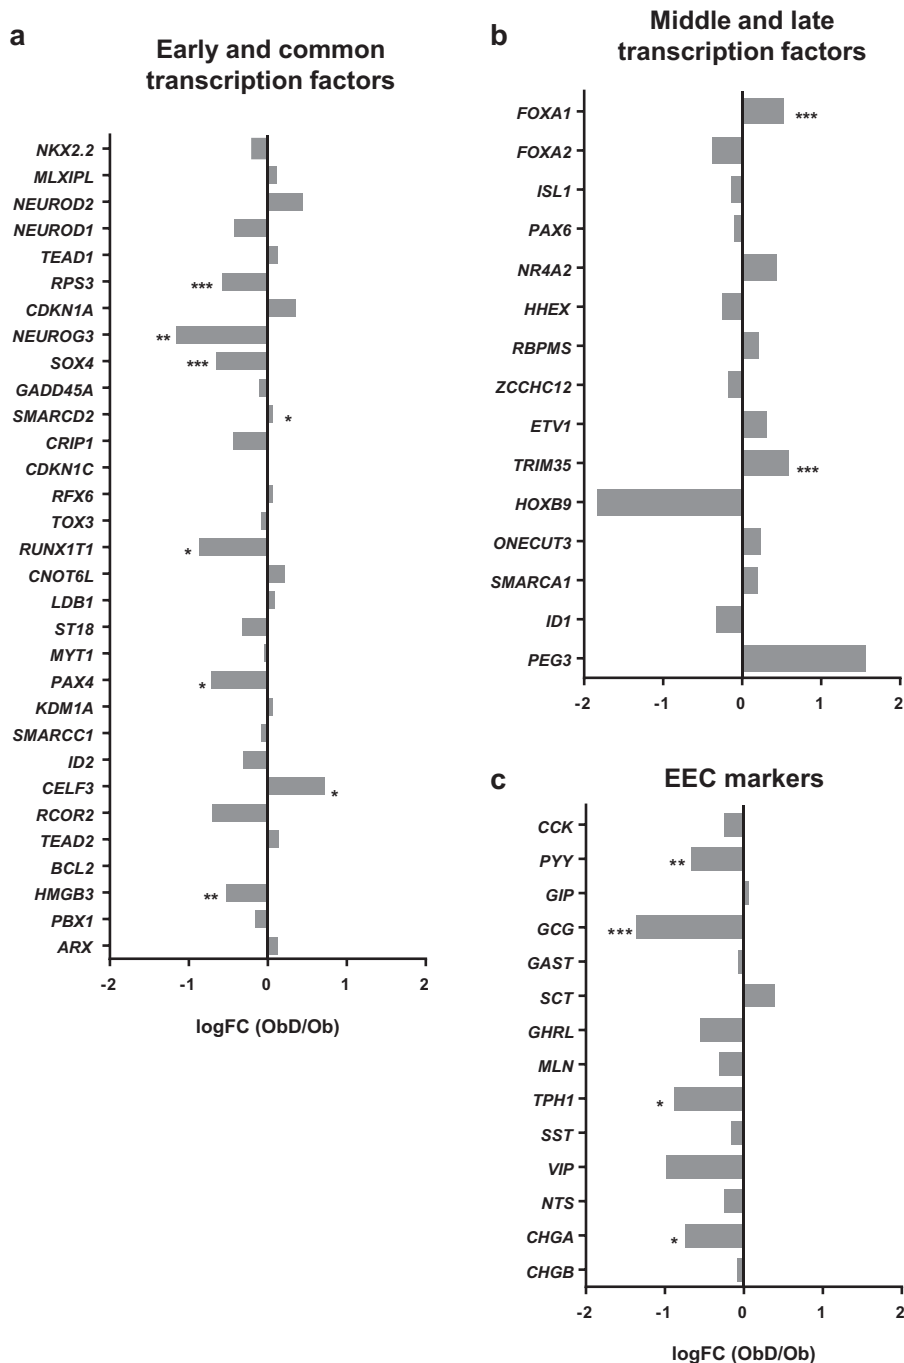 a
Early and common
transcription factors
NKX2.2
MLXIPL
NEUROD2
NEUROD1
TEAD1
RPS3
***
CDKN1A
NEUROG3
**
SOX4
***
GADD45A
SMARCD2
*
CRIP1
CDKN1C
RFX6
TOX3
RUNX1T1
*
CNOT6L
LDB1
ST18
MYT1
PAX4
*
KDM1A
SMARCC1
ID2
CELF3
*
RCOR2
TEAD2
BCL2
HMGB3
**
PBX1
ARX
-2 -1 0 1 2
logFC (ObD/Ob)
b
Middle and late
transcription factors
FOXA1
***
FOXA2
ISL1
PAX6
NR4A2
HHEX
RBPMS
ZCCHC12
ETV1
TRIM35
***
HOXB9
ONECUT3
SMARCA1
ID1
PEG3
-2 -1 0 1 2
c
EEC markers
CCK
PYY
**
GIP
GCG
***
GAST
SCT
GHRL
MLN
TPH1
*
SST
VIP
NTS
CHGA
*
CHGB
-2 -1 0 1 2
logFC (ObD/Ob)